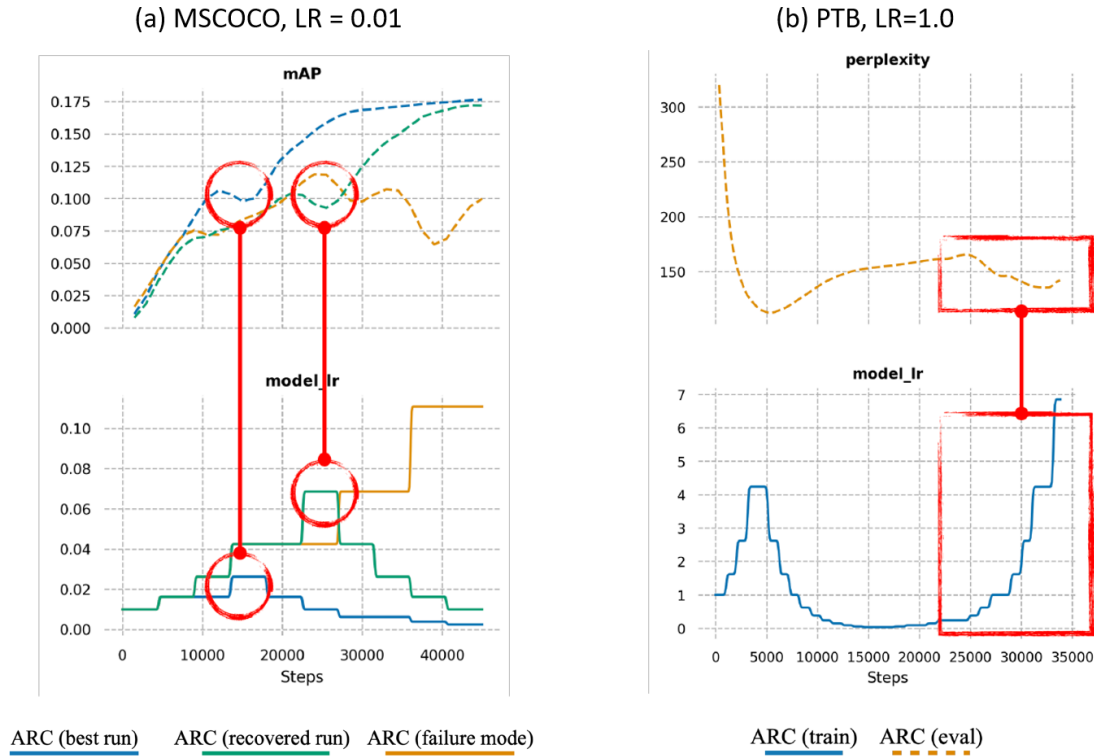 (a) MSCOCO, LR = 0.01
mAP
0.175
0.150
0.125
0.100
0.075
0.050
0.025
0.000
model_lr
0.10
0.08
0.06
0.04
0.02
0.00
0 10000 20000 30000 40000
Steps
ARC (best run) ARC (recovered run) ARC (failure mode)
(b) PTB, LR=1.0
perplexity
300
250
200
150
model_lr
7
6
5
4
3
2
1
0
0 5000 10000 15000 20000 25000 30000 35000
Steps
ARC (train) ARC (eval)